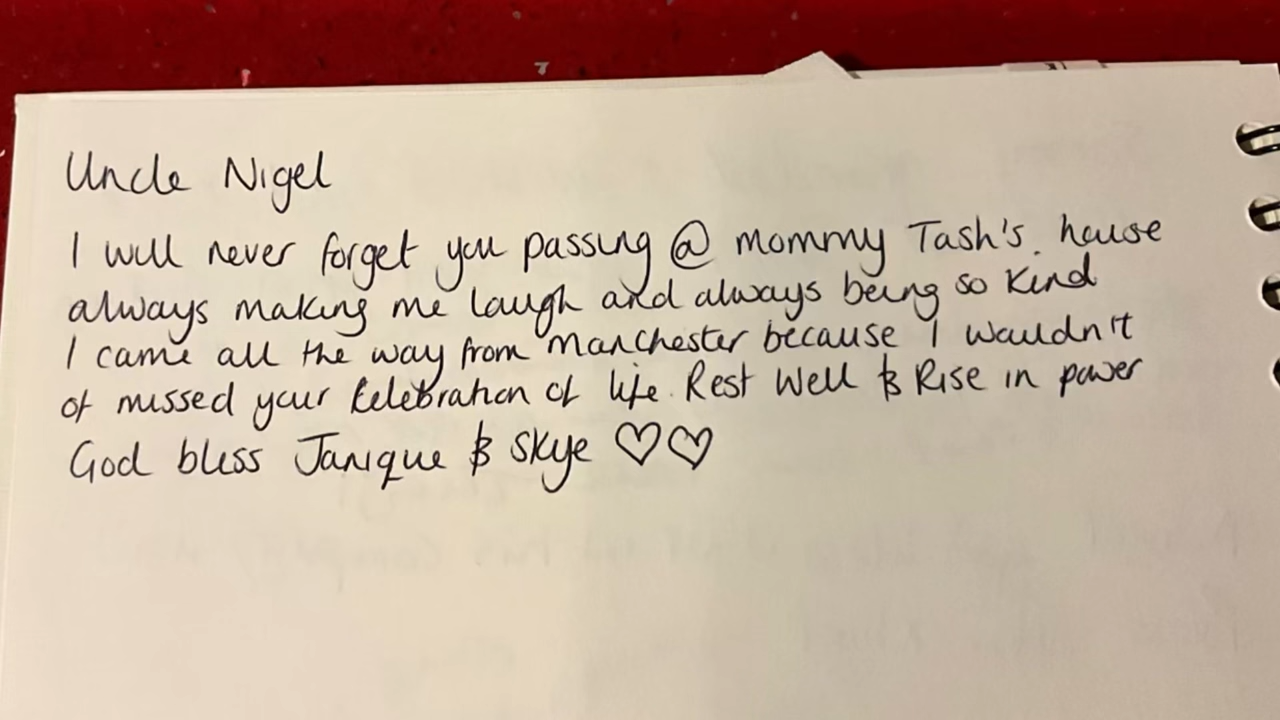 Uncle Nigel
I will never forget you passing @ mommy Tash's. house
always making me laugh and always being so kind
I came all the way from Manchester because I wouldn't
of missed your Celebration of life. Rest Well & Rise in power
God bless Janique & Skye ♡♡